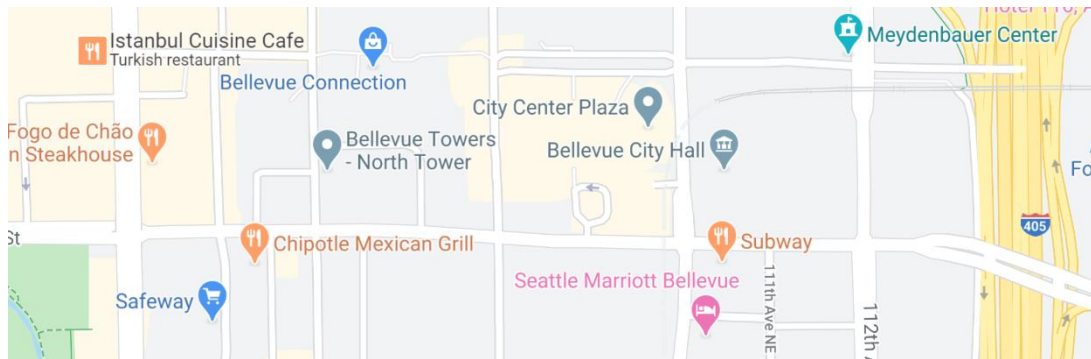 Istanbul Cuisine Cafe
Turkish restaurant
Bellevue Connection
Meydenbauer Center
City Center Plaza
Fogo de Chão
n Steakhouse
Bellevue Towers
- North Tower
Bellevue City Hall
Fo
405
St
Chipotle Mexican Grill
Subway
Seattle Marriott Bellevue
Safeway
111th Ave NE
112th A